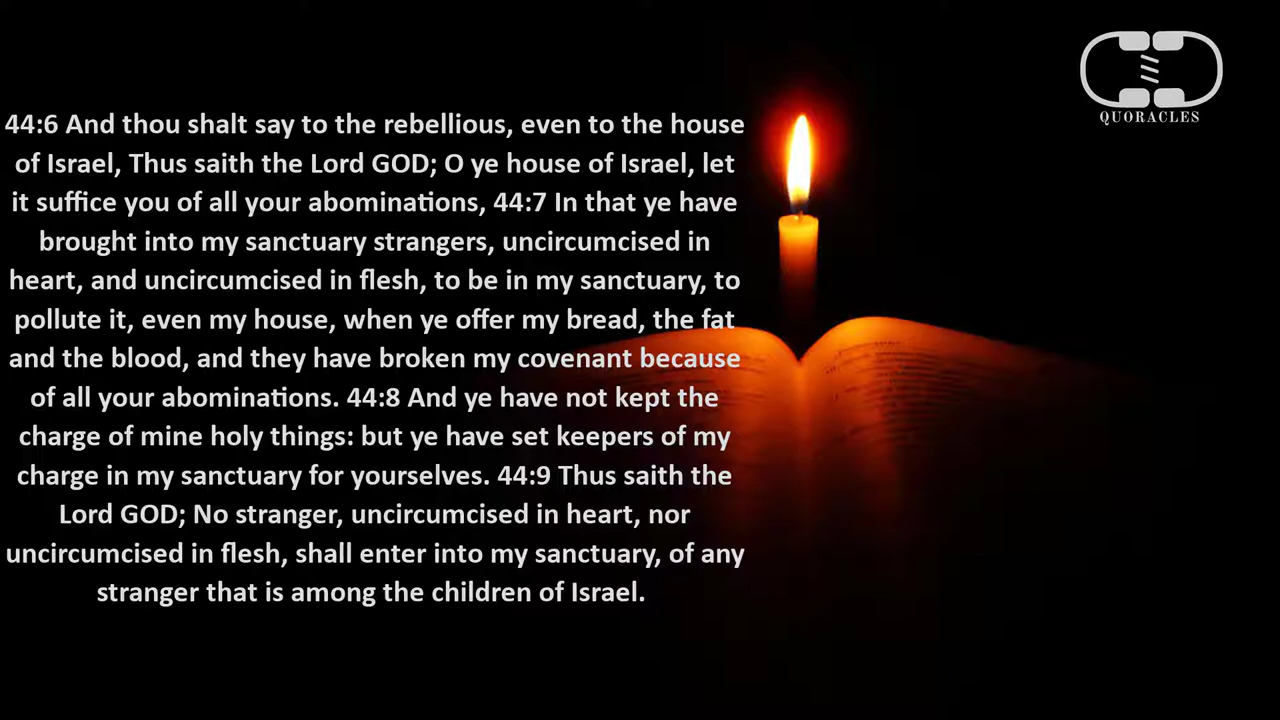 QUORACLES
44:6 And thou shalt say to the rebellious, even to the house
of Israel, Thus saith the Lord GOD; O ye house of Israel, let
it suffice you of all your abominations, 44:7 In that ye have
brought into my sanctuary strangers, uncircumcised in
heart, and uncircumcised in flesh, to be in my sanctuary, to
pollute it, even my house, when ye offer my bread, the fat
and the blood, and they have broken my covenant because
of all your abominations. 44:8 And ye have not kept the
charge of mine holy things: but ye have set keepers of my
charge in my sanctuary for yourselves. 44:9 Thus saith the
Lord GOD; No stranger, uncircumcised in heart, nor
uncircumcised in flesh, shall enter into my sanctuary, of any
stranger that is among the children of Israel.